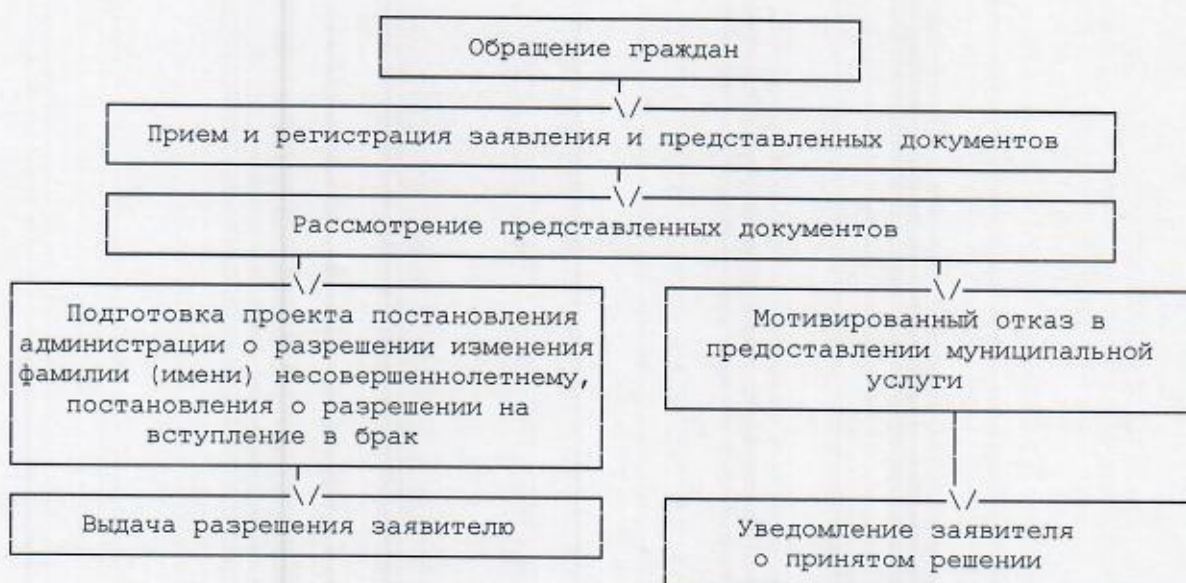 Обращение граждан
Прием и регистрация заявления и представленных документов
Рассмотрение представленных документов
Подготовка проекта постановления
администрации о разрешении изменения
фамилии (имени) несовершеннолетнему,
постановления о разрешении на
вступление в брак
Мотивированный отказ в
предоставлении муниципальной
услуги
Выдача разрешения заявителю
Уведомление заявителя
о принятом решении